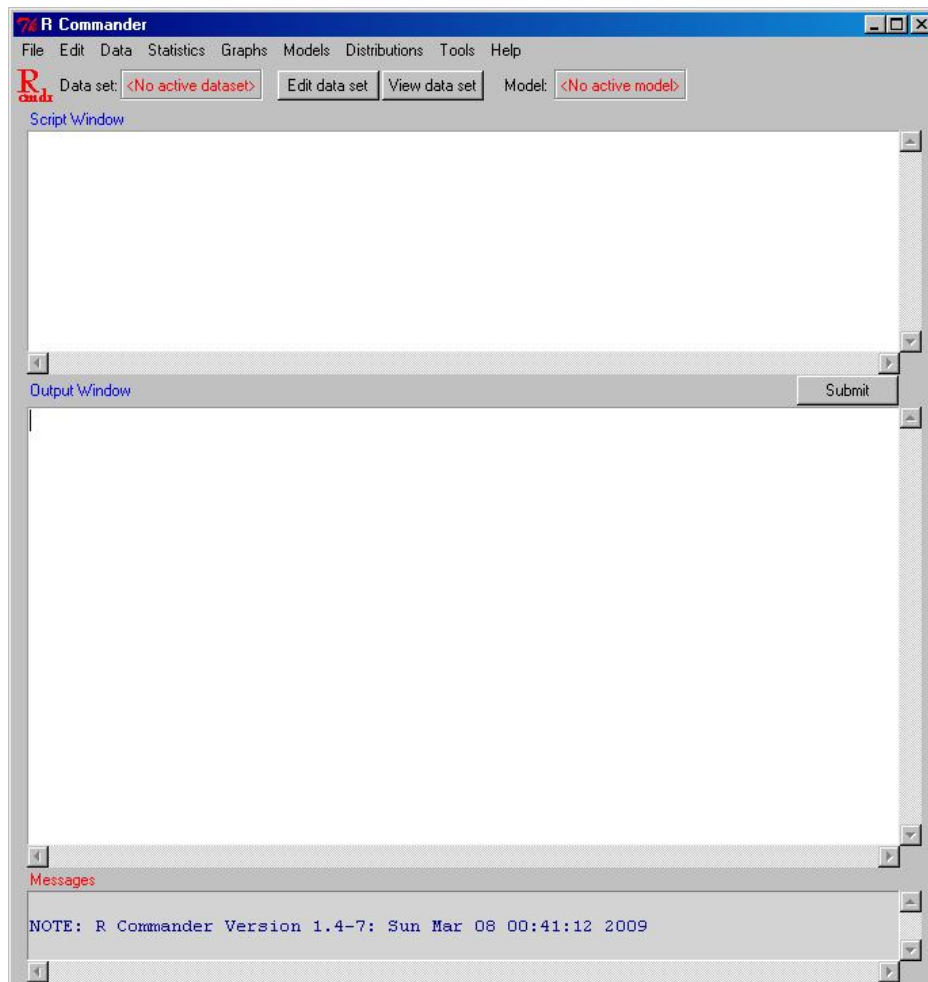 R Commander
File Edit Data Statistics Graphs Models Distributions Tools Help
R cmdr Data set: <No active dataset> Edit data set View data set Model: <No active model>
Script Window
Output Window Submit
Messages
NOTE: R Commander Version 1.4-7: Sun Mar 08 00:41:12 2009